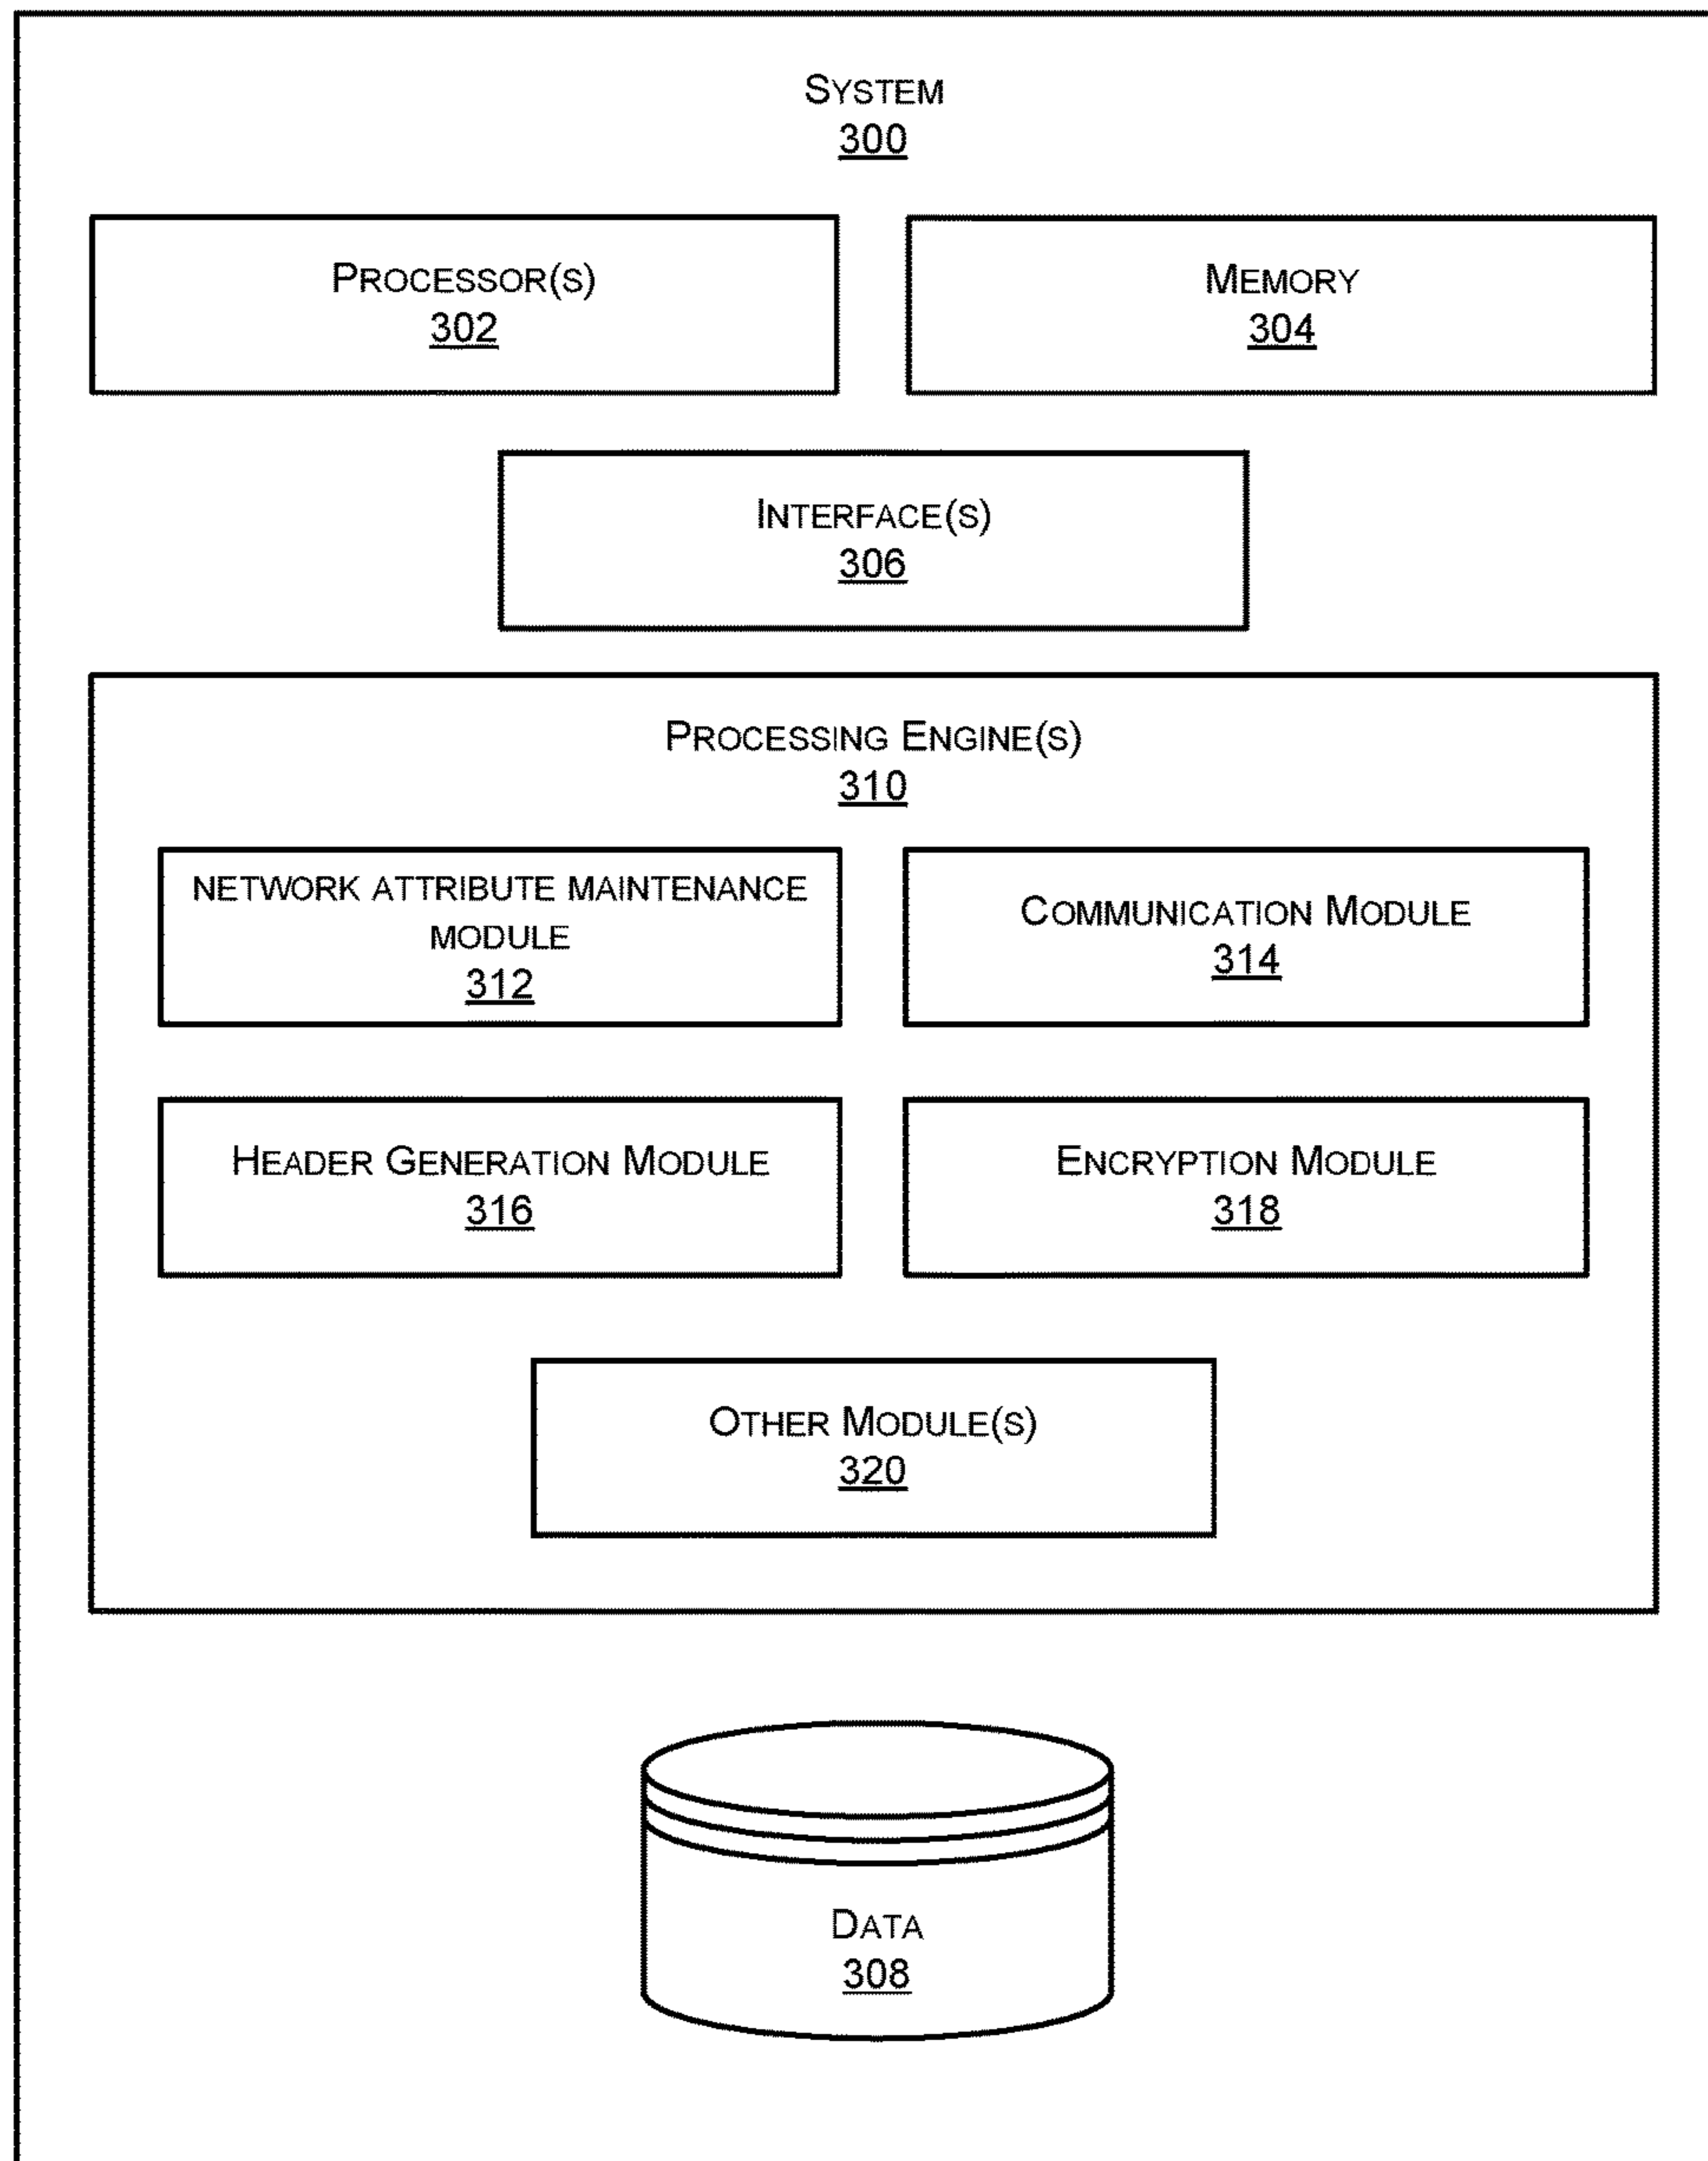 SYSTEM
300
PROCESSOR(S)
302
MEMORY
304
INTERFACE(S)
306
PROCESSING ENGINE(S)
310
NETWORK ATTRIBUTE MAINTENANCE
MODULE
312
COMMUNICATION MODULE
314
HEADER GENERATION MODULE
316
ENCRYPTION MODULE
318
OTHER MODULE(S)
320
DATA
308